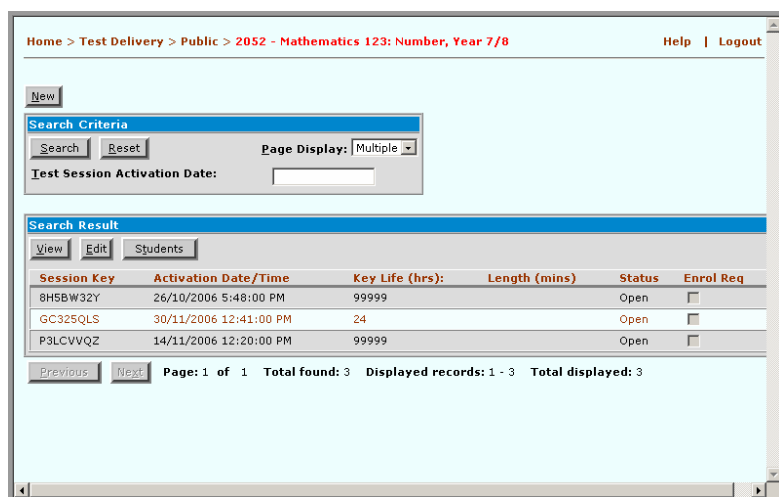 Home > Test Delivery > Public > 2052 - Mathematics 123: Number, Year 7/8 Help | Logout
New
Search Criteria
Search Reset Page Display: Multiple
Test Session Activation Date:
Search Result
View Edit Students
Session Key Activation Date/Time Key Life (hrs): Length (mins) Status Enrol Req
8H5BW32Y 26/10/2006 5:48:00 PM 99999 Open
GC325QLS 30/11/2006 12:41:00 PM 24 Open
P3LCVVQZ 14/11/2006 12:20:00 PM 99999 Open
Previous Next Page: 1 of 1 Total found: 3 Displayed records: 1 - 3 Total displayed: 3